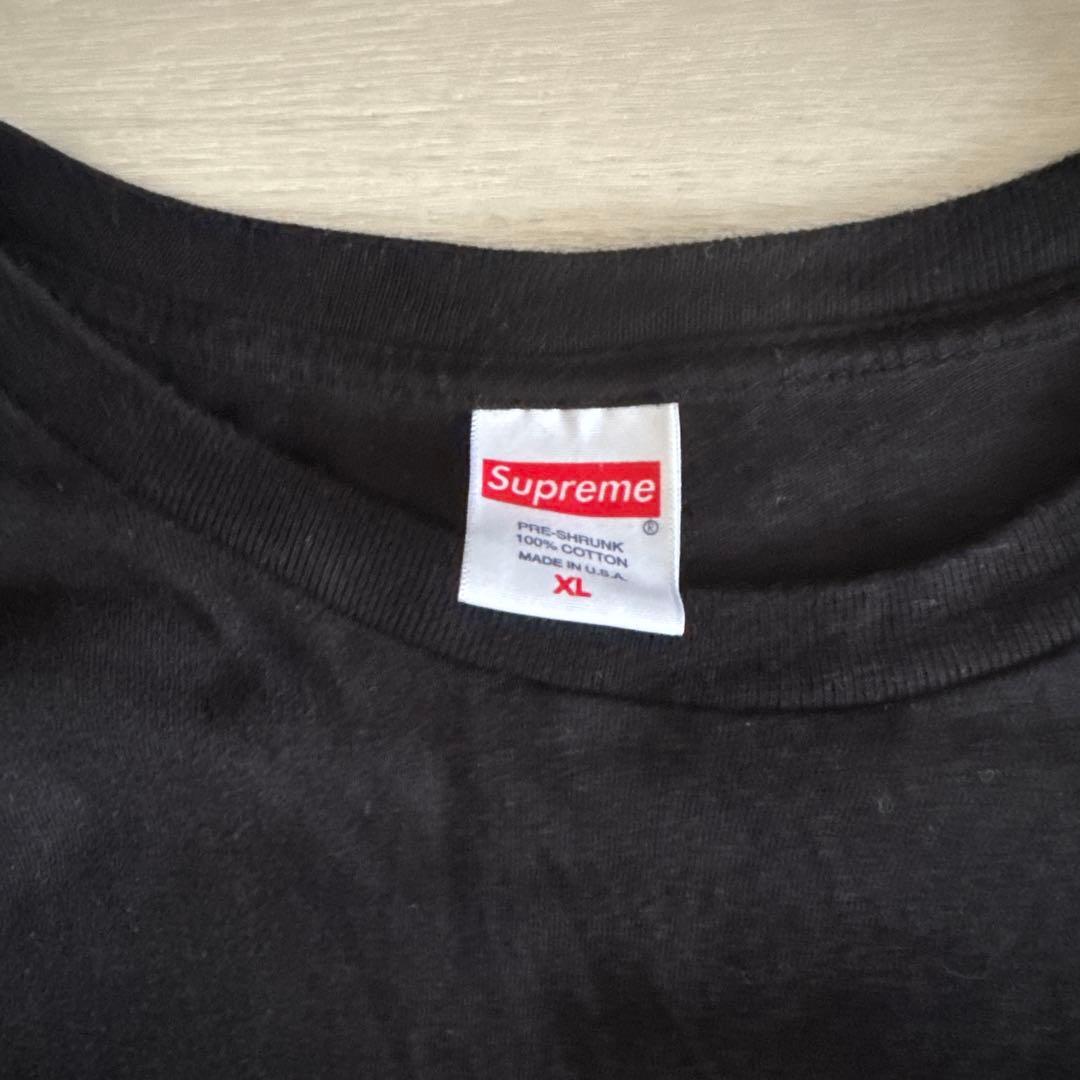 Supreme
®
PRE-SHRUNK
100% COTTON
MADE IN U.S.A.
XL